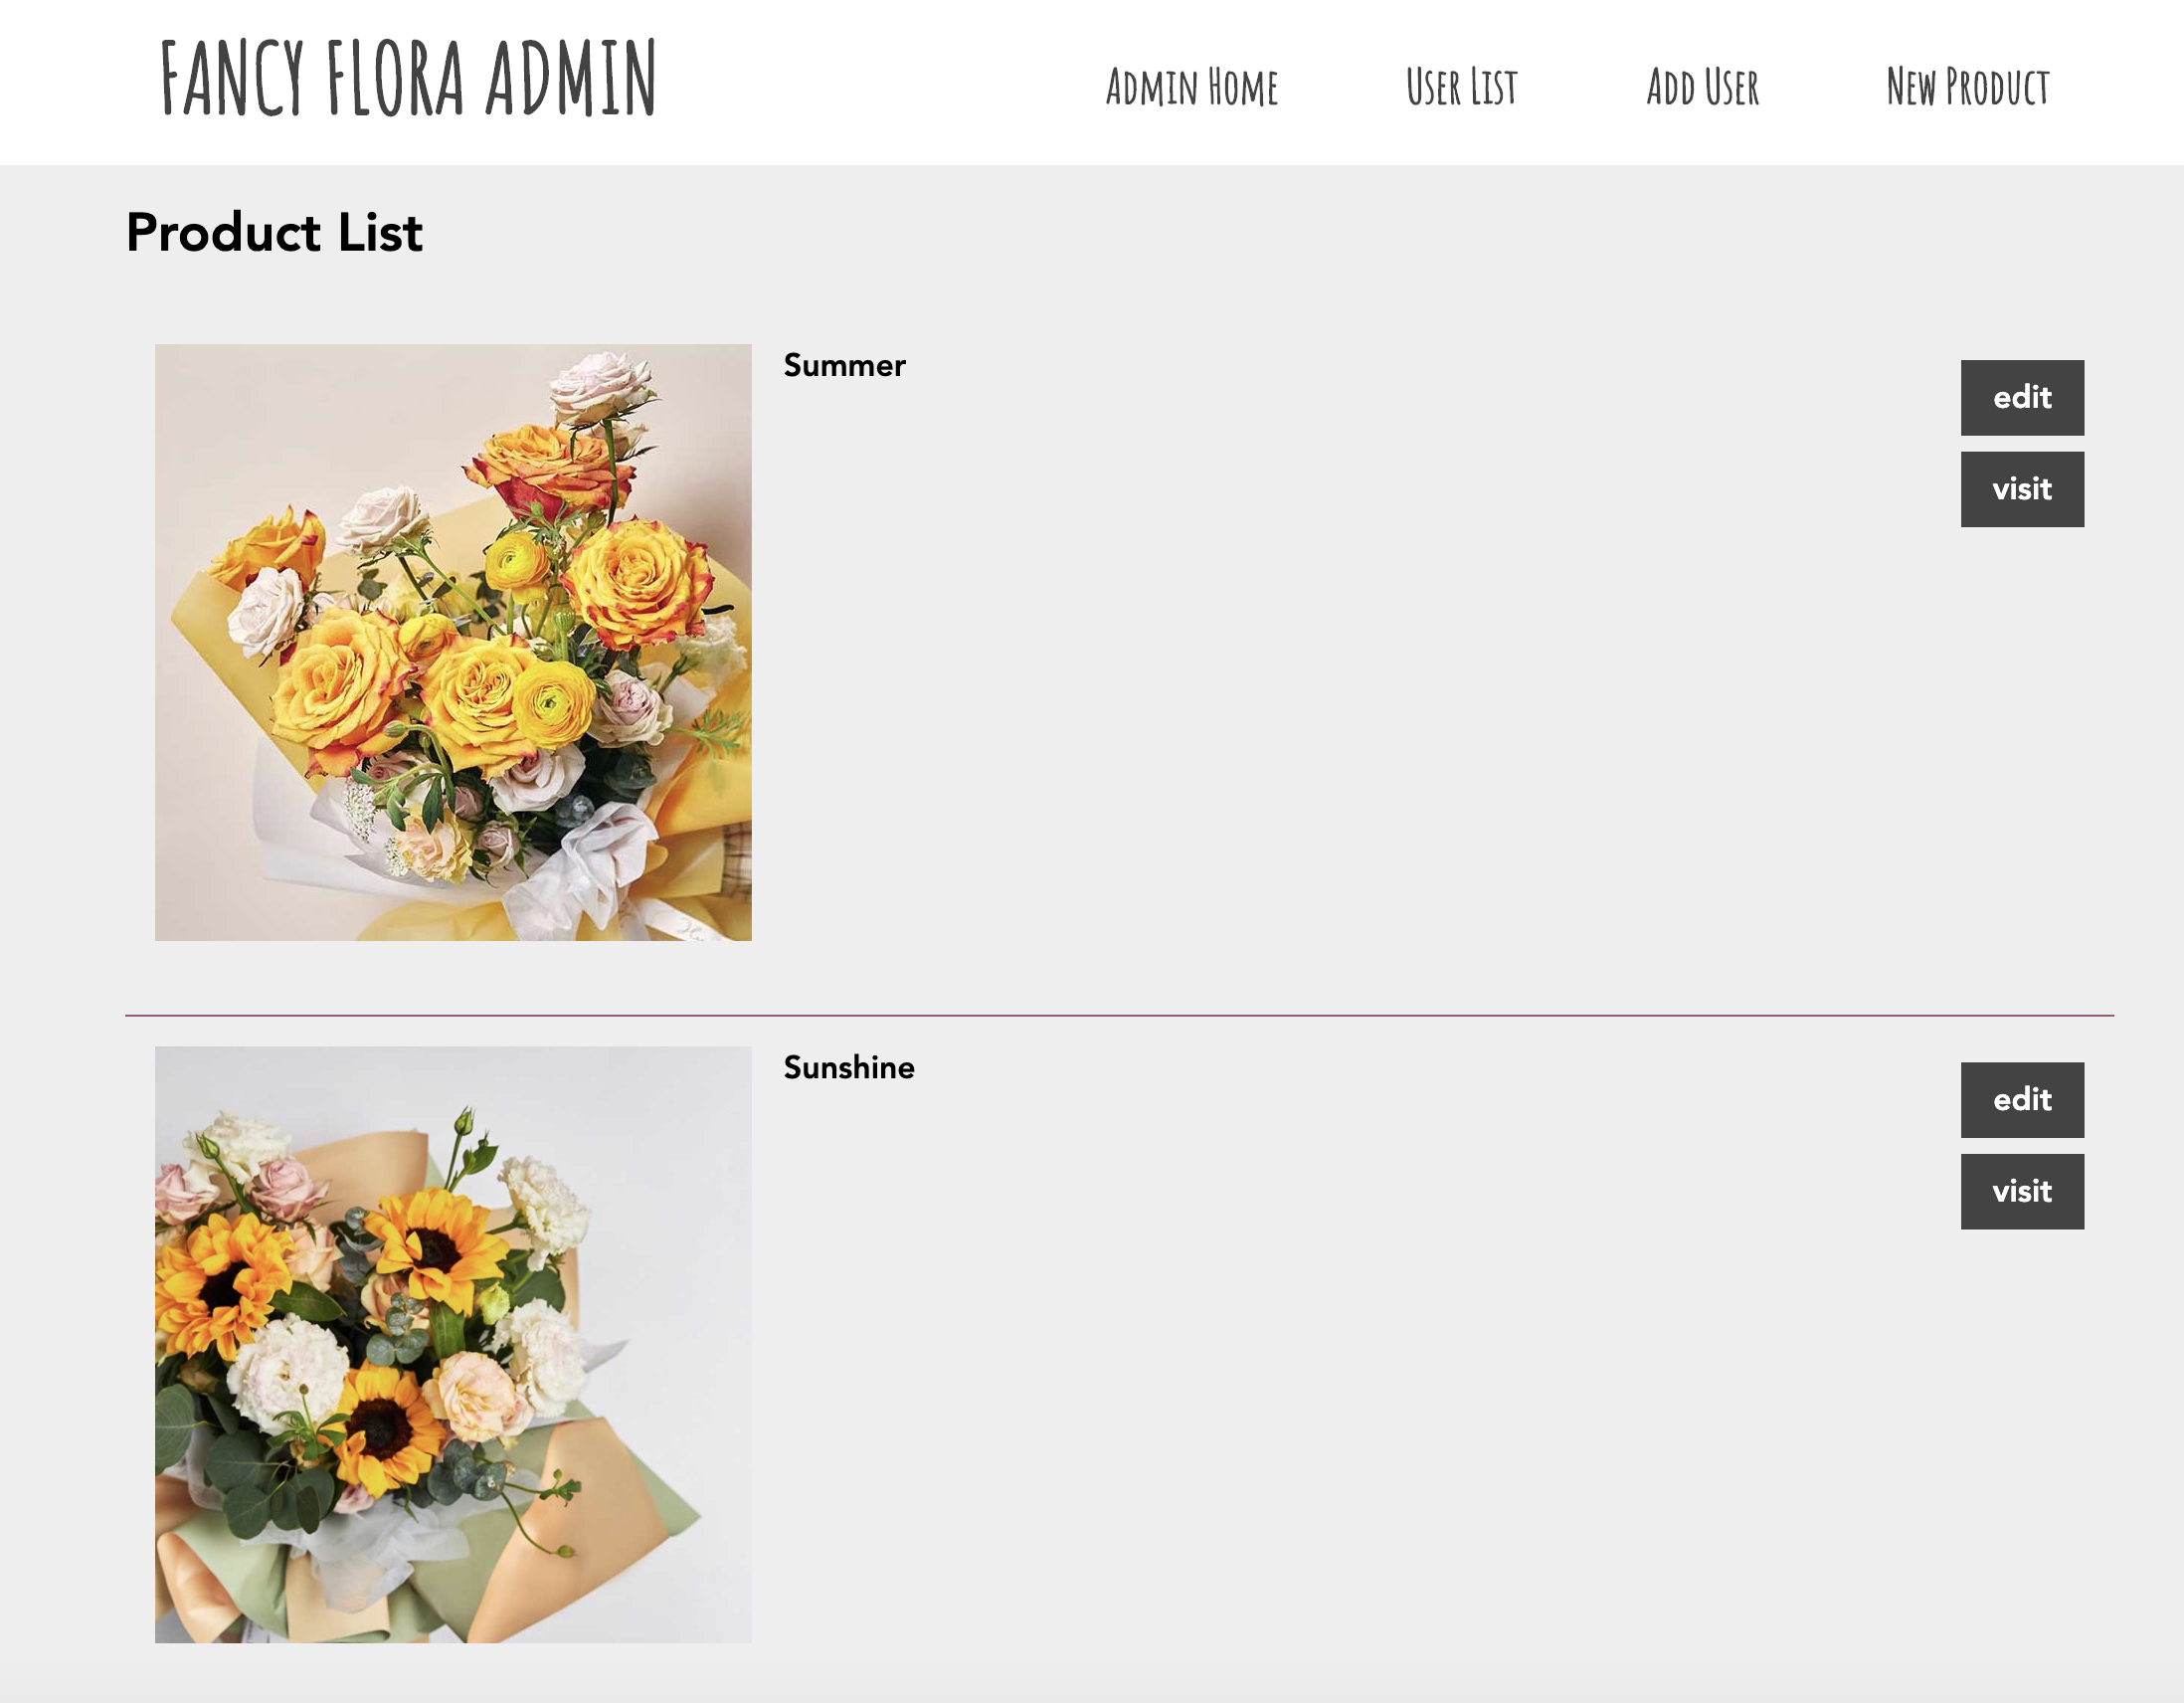 FANCY FLORA ADMIN
ADMIN HOME
USER LIST
ADD USER
NEW PRODUCT
Product List
Summer
edit
visit
Sunshine
edit
visit